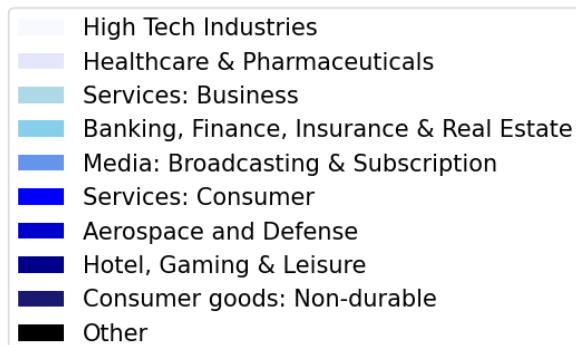 High Tech Industries
Healthcare & Pharmaceuticals
Services: Business
Banking, Finance, Insurance & Real Estate
Media: Broadcasting & Subscription
Services: Consumer
Aerospace and Defense
Hotel, Gaming & Leisure
Consumer goods: Non-durable
Other